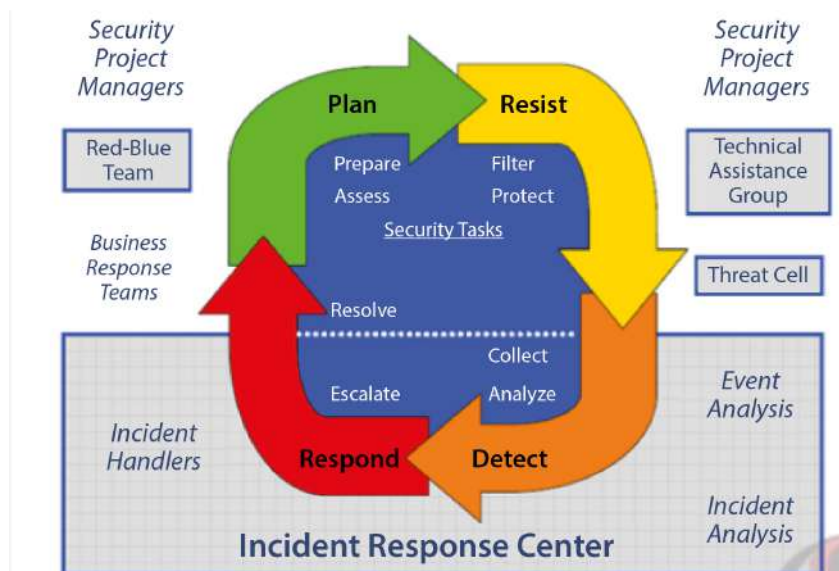 Security
Project
Managers
Security
Project
Managers
Plan
Resist
Red-Blue
Team
Technical
Assistance
Group
Prepare
Filter
Assess
Protect
Security Tasks
Business
Response
Teams
Threat Cell
Resolve
Collect
Escalate
Analyze
Event
Analysis
Incident
Handlers
Respond
Detect
Incident
Analysis
Incident Response Center